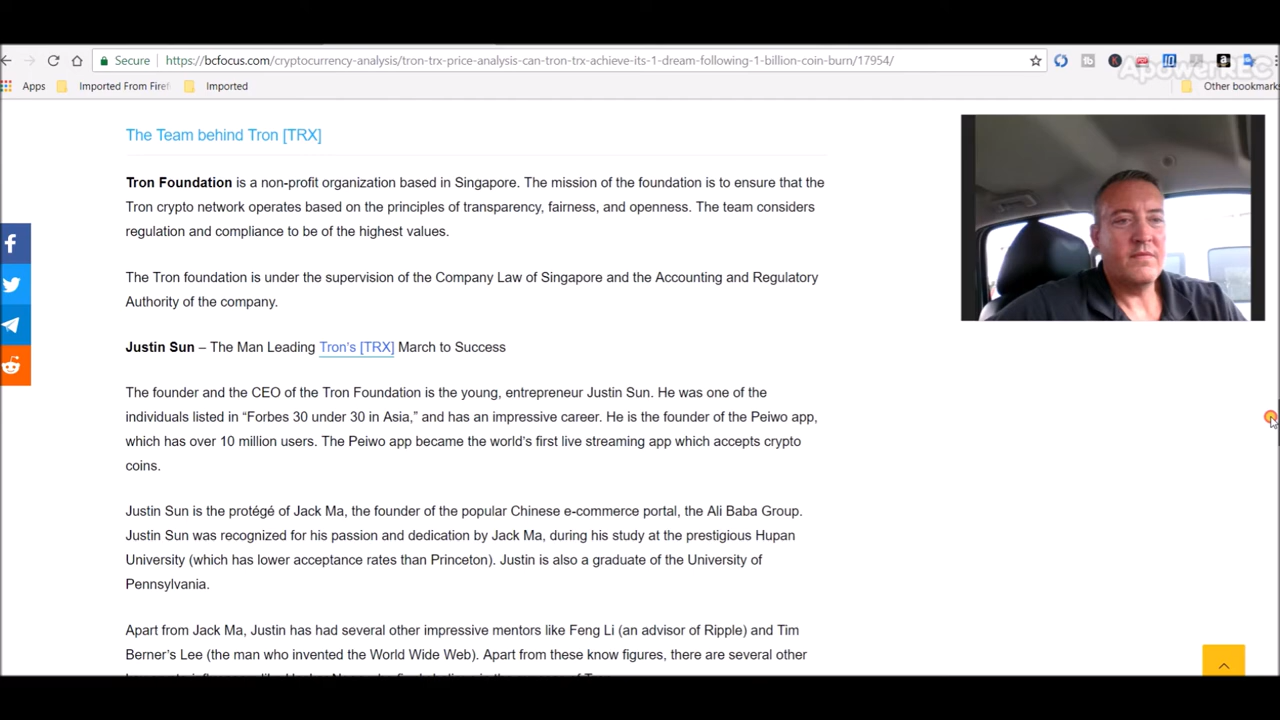 Secure https://bcfocus.com/cryptocurrency-analysis/tron-trx-price-analysis-can-tron-trx-achieve-its-1-dream-following-1-billion-coin-burn/17954/
ApowerREC
Apps Imported From Firef Imported Other bookmarks
The Team behind Tron [TRX]
Tron Foundation is a non-profit organization based in Singapore. The mission of the foundation is to ensure that the
Tron crypto network operates based on the principles of transparency, fairness, and openness. The team considers
regulation and compliance to be of the highest values.
The Tron foundation is under the supervision of the Company Law of Singapore and the Accounting and Regulatory
Authority of the company.
Justin Sun – The Man Leading Tron's [TRX] March to Success
The founder and the CEO of the Tron Foundation is the young, entrepreneur Justin Sun. He was one of the
individuals listed in “Forbes 30 under 30 in Asia,” and has an impressive career. He is the founder of the Peiwo app,
which has over 10 million users. The Peiwo app became the world's first live streaming app which accepts crypto
coins.
Justin Sun is the protégé of Jack Ma, the founder of the popular Chinese e-commerce portal, the Ali Baba Group.
Justin Sun was recognized for his passion and dedication by Jack Ma, during his study at the prestigious Hupan
University (which has lower acceptance rates than Princeton). Justin is also a graduate of the University of
Pennsylvania.
Apart from Jack Ma, Justin has had several other impressive mentors like Feng Li (an advisor of Ripple) and Tim
Berner's Lee (the man who invented the World Wide Web). Apart from these know figures, there are several other